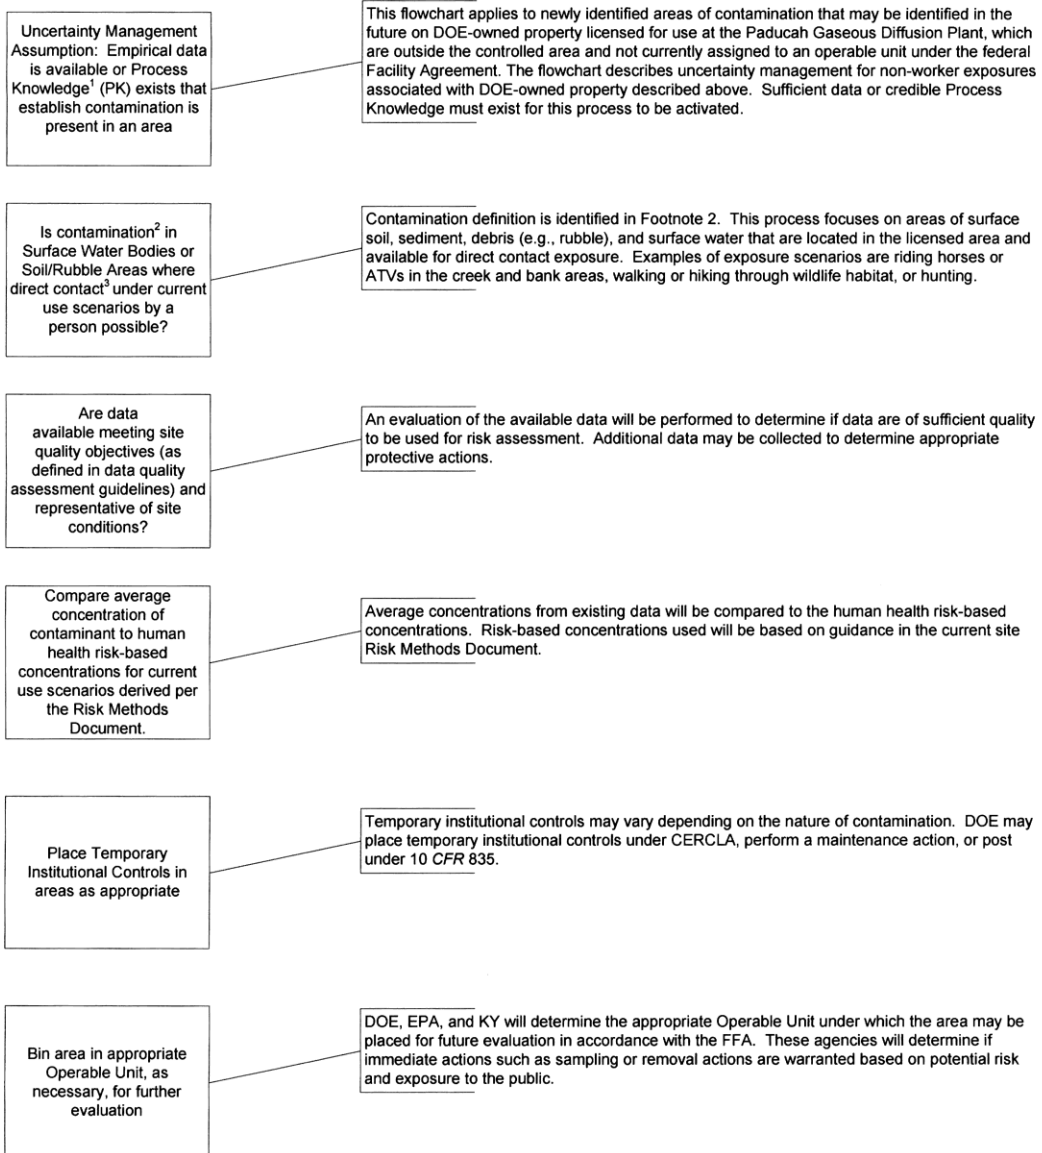 Uncertainty Management
Assumption: Empirical data
is available or Process
Knowledge¹ (PK) exists that
establish contamination is
present in an area
This flowchart applies to newly identified areas of contamination that may be identified in the
future on DOE-owned property licensed for use at the Paducah Gaseous Diffusion Plant, which
are outside the controlled area and not currently assigned to an operable unit under the federal
Facility Agreement. The flowchart describes uncertainty management for non-worker exposures
associated with DOE-owned property described above. Sufficient data or credible Process
Knowledge must exist for this process to be activated.
Is contamination² in
Surface Water Bodies or
Soil/Rubble Areas where
direct contact³ under current
use scenarios by a
person possible?
Contamination definition is identified in Footnote 2. This process focuses on areas of surface
soil, sediment, debris (e.g., rubble), and surface water that are located in the licensed area and
available for direct contact exposure. Examples of exposure scenarios are riding horses or
ATVs in the creek and bank areas, walking or hiking through wildlife habitat, or hunting.
Are data
available meeting site
quality objectives (as
defined in data quality
assessment guidelines) and
representative of site
conditions?
An evaluation of the available data will be performed to determine if data are of sufficient quality
to be used for risk assessment. Additional data may be collected to determine appropriate
protective actions.
Compare average
concentration of
contaminant to human
health risk-based
concentrations for current
use scenarios derived per
the Risk Methods
Document.
Average concentrations from existing data will be compared to the human health risk-based
concentrations. Risk-based concentrations used will be based on guidance in the current site
Risk Methods Document.
Place Temporary
Institutional Controls in
areas as appropriate
Temporary institutional controls may vary depending on the nature of contamination. DOE may
place temporary institutional controls under CERCLA, perform a maintenance action, or post
under 10 CFR 835.
Bin area in appropriate
Operable Unit, as
necessary, for further
evaluation
DOE, EPA, and KY will determine the appropriate Operable Unit under which the area may be
placed for future evaluation in accordance with the FFA. These agencies will determine if
immediate actions such as sampling or removal actions are warranted based on potential risk
and exposure to the public.